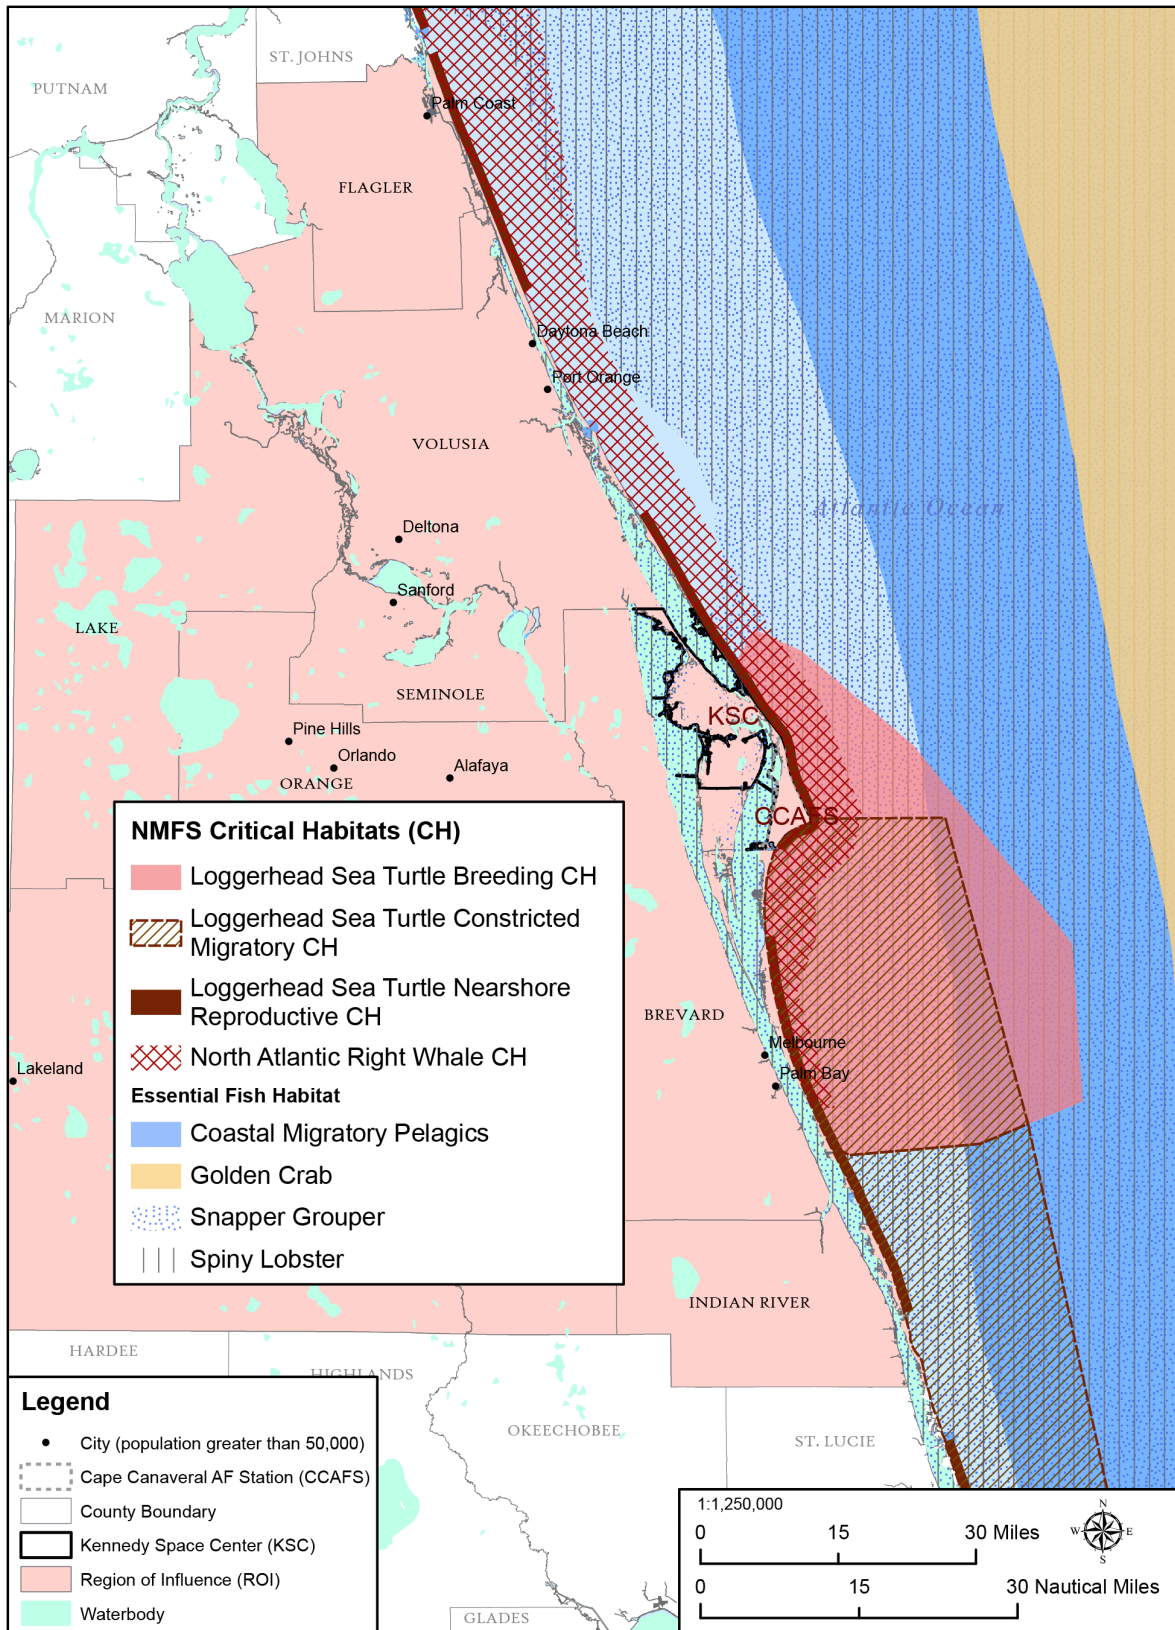 ST. JOHNS
PUTNAM
Palm Coast
FLAGLER
MARION
Daytona Beach
Port Orange
VOLUSIA
Atlantic Ocean
Deltona
Sanford
LAKE
SEMINOLE
KSC
Pine Hills
Orlando
Alafaya
ORANGE
CCAFS
NMFS Critical Habitats (CH)
Loggerhead Sea Turtle Breeding CH
Loggerhead Sea Turtle Constricted
Migratory CH
Loggerhead Sea Turtle Nearshore
Reproductive CH
North Atlantic Right Whale CH
Essential Fish Habitat
Coastal Migratory Pelagics
Golden Crab
Snapper Grouper
Spiny Lobster
BREVARD
Melbourne
Palm Bay
Lakeland
INDIAN RIVER
HARDEE
HIGHLANDS
OKEECHOBEE
ST. LUCIE
GLADES
Legend
City (population greater than 50,000)
Cape Canaveral AF Station (CCAFS)
County Boundary
Kennedy Space Center (KSC)
Region of Influence (ROI)
Waterbody
1:1,250,000
0 15 30 Miles
0 15 30 Nautical Miles
N
W E
S